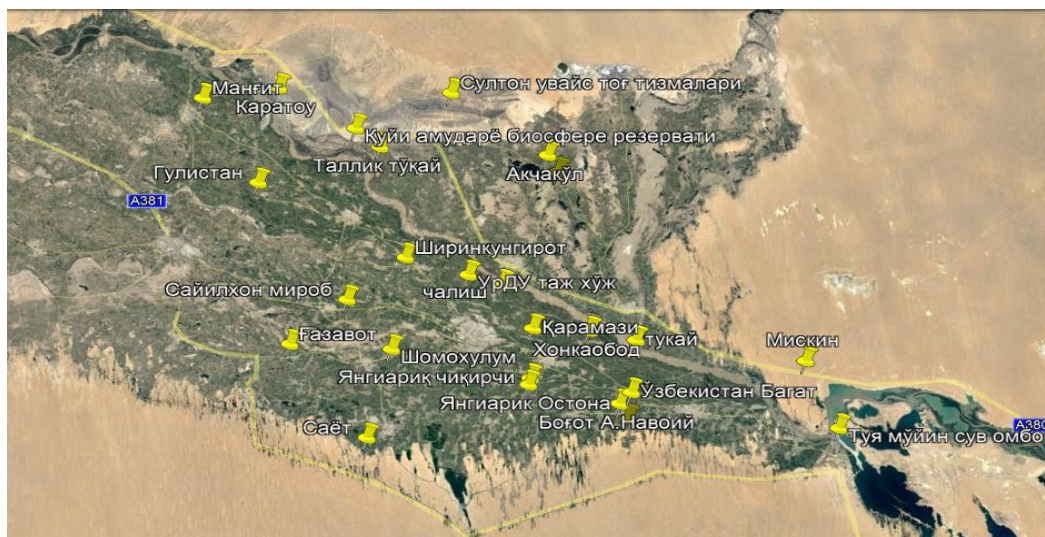 Манғит
Каратоу
Султон увайс тоғ тизмалари
Қуйи амударё биосфере резервати
Таллик тўқай
Гулистан
Акчакўл
A381
Ширинкунгирот
УрДУ таж хўж
чалиш
Сайилхон мироб
Қарамази
тукай
Ғазавот
Хонкаобод
Мискин
Шомохулум
Янгиариқ чиқирчи
Ўзбекистан Багат
Янгиарик Остона
Боғот А.Навоий
Саёт
A380
Туя мўйин сув омбо